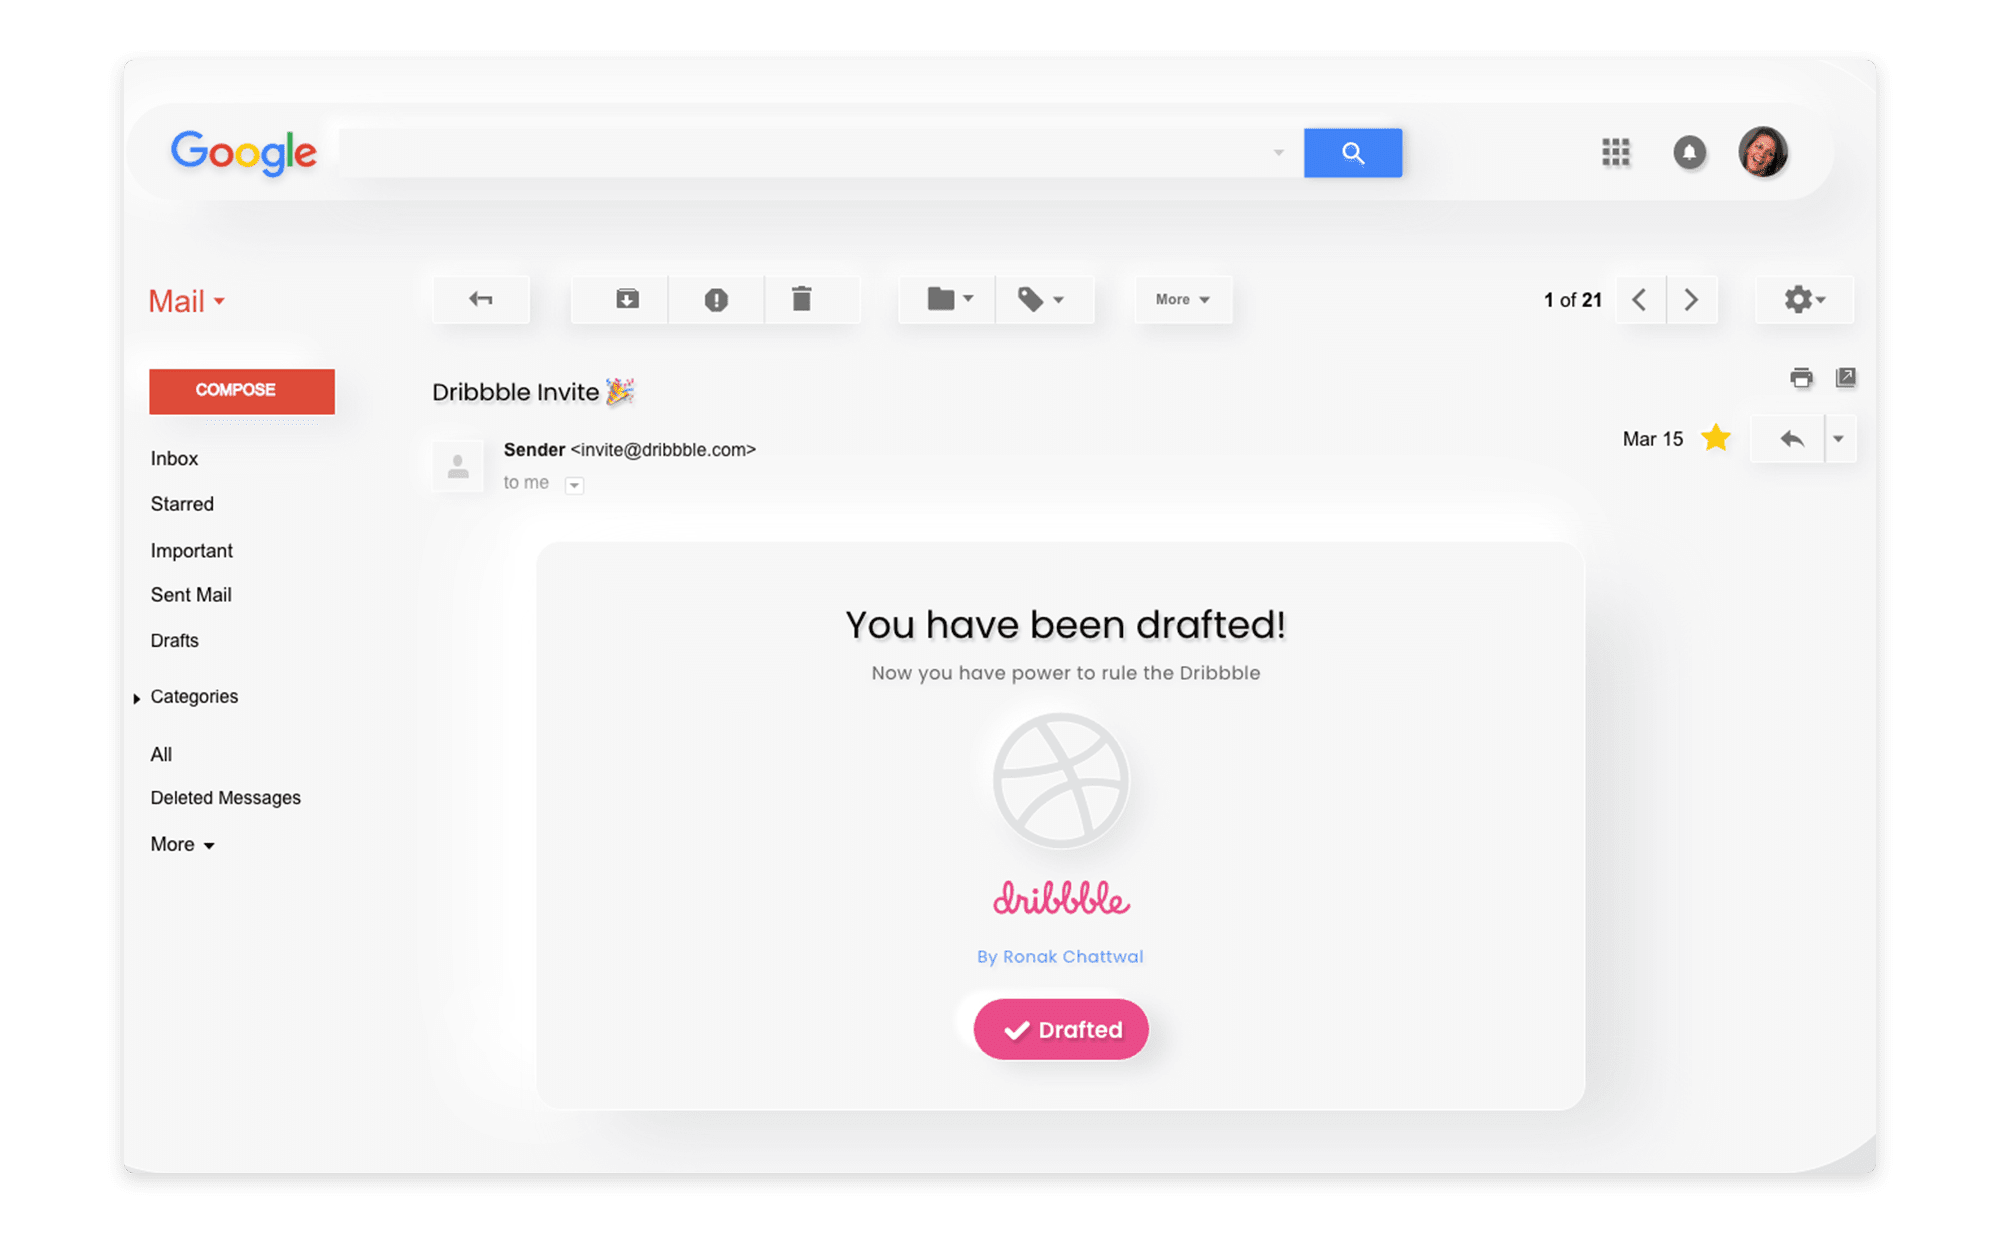 Google
Mail
More
1 of 21
COMPOSE
Dribbble Invite
Sender <invite@dribbble.com>
to me
Mar 15
Inbox
Starred
Important
Sent Mail
Drafts
Categories
All
Deleted Messages
More
You have been drafted!
Now you have power to rule the Dribbble
dribbble
By Ronak Chattwal
Drafted